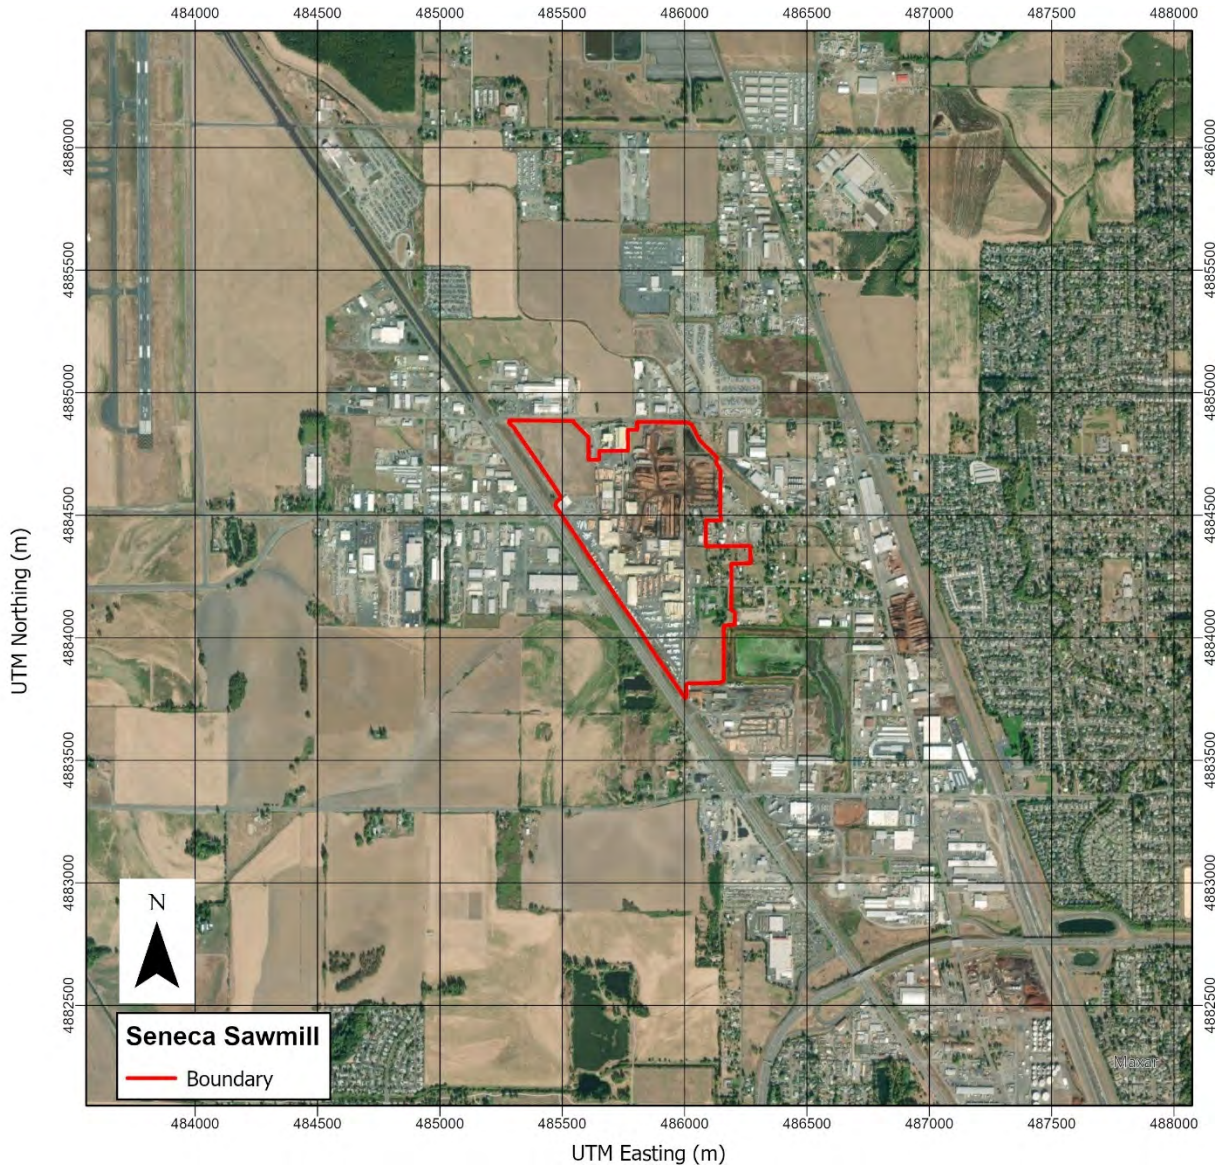 484000 484500 485000 485500 486000 486500 487000 487500 488000
4886000 4886000
4885500 4885500
4885000 4885000
4884500 4884500
UTM Northing (m)
4884000 4884000
4883500 4883500
4883000 4883000
N
4882500 4882500
Seneca Sawmill
Boundary
Maxar
484000 484500 485000 485500 486000 486500 487000 487500 488000
UTM Easting (m)